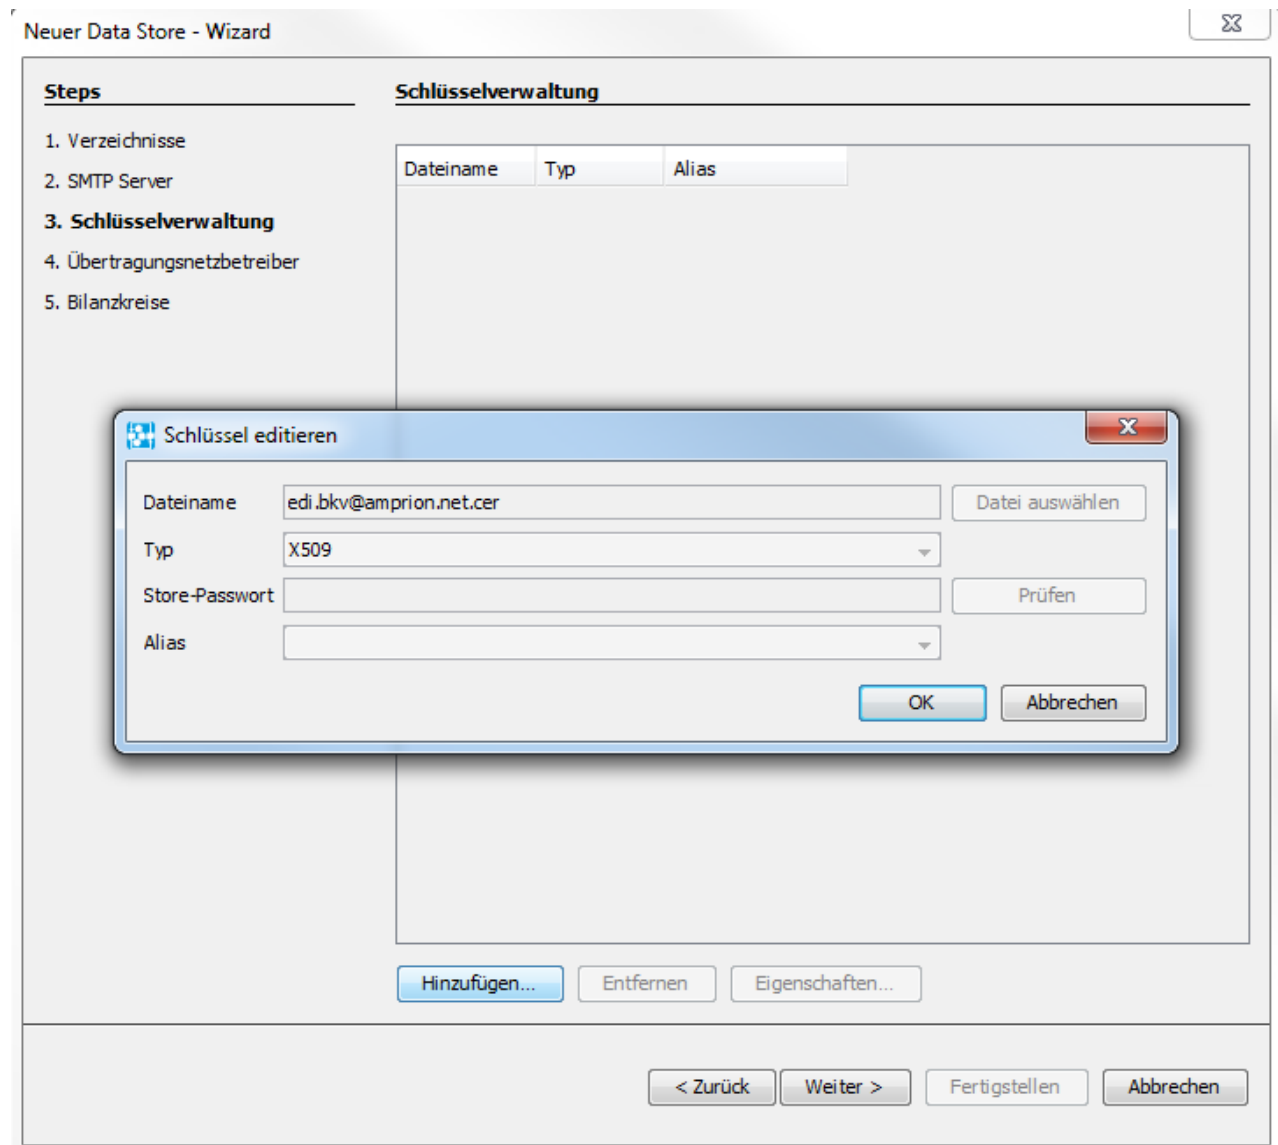 Neuer Data Store - Wizard
Steps
1. Verzeichnisse
2. SMTP Server
3. Schlüsselverwaltung
4. Übertragungsnetzbetreiber
5. Bilanzkreise
Schlüsselverwaltung
Dateiname Typ Alias
Schlüssel editieren
Dateiname edi.bkv@amprion.net.cer Datei auswählen
Typ X509
Store-Passwort Prüfen
Alias
OK Abbrechen
Hinzufügen... Entfernen Eigenschaften...
< Zurück Weiter > Fertigstellen Abbrechen